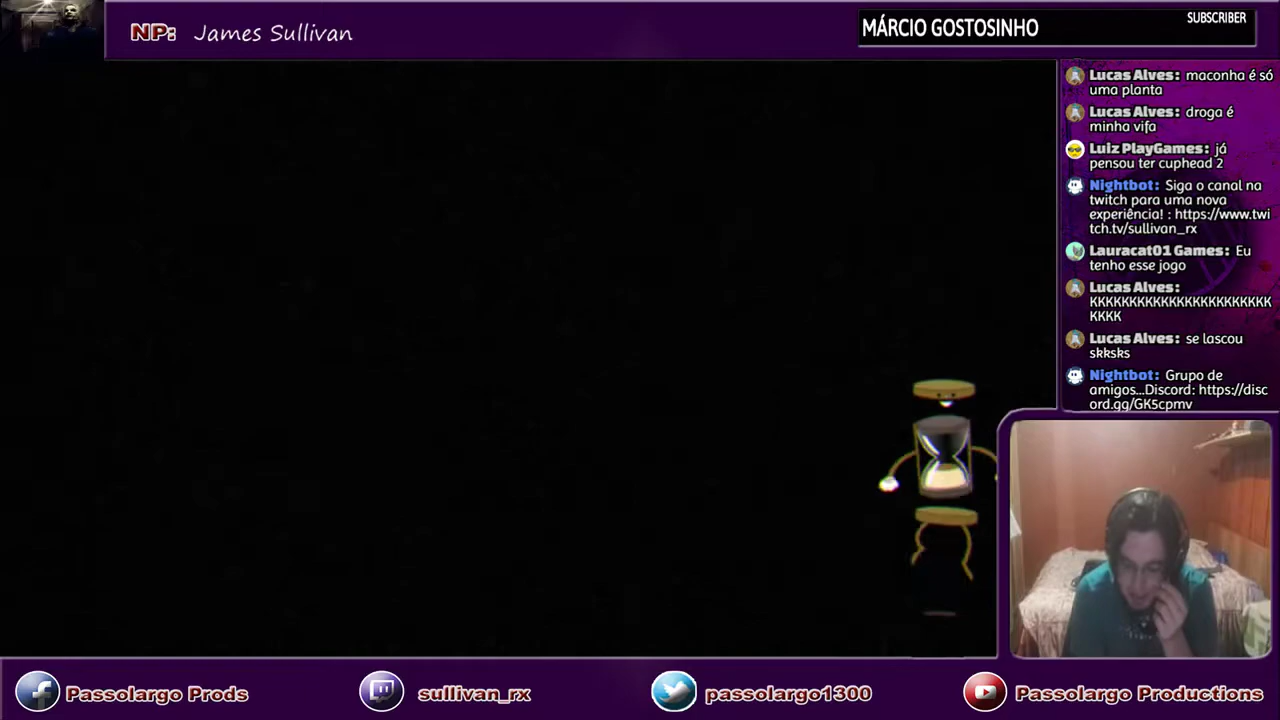 NP: James Sullivan
MÁRCIO GOSTOSINHO
SUBSCRIBER
Lucas Alves: maconha é só
uma planta
Lucas Alves: droga é
minha vifa
Luiz PlayGames: já
pensou ter cuphead 2
Nightbot: Siga o canal na
twitch para uma nova
experiência! : https://www.twi
tch.tv/sullivan_rx
Lauracat01 Games: Eu
tenho esse jogo
Lucas Alves:
KKKKKKKKKKKKKKKKKKKKKKK
KKKK
Lucas Alves: se lascou
skksks
Nightbot: Grupo de
amigos...Discord: https://disc
ord.gg/GK5cpmv
Passolargo Prods
sullivan_rx
passolargo1300
Passolargo Productions